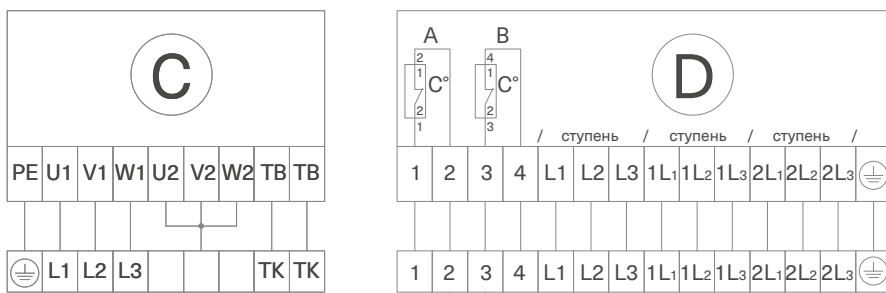 C
PE U1 V1 W1 U2 V2 W2 TB TB
L1 L2 L3 TK TK
A B
D
2 4
1 1
C° C°
2 2
1 3
/ ступень / ступень / ступень /
1 2 3 4 L1 L2 L3 1L1 1L2 1L3 2L1 2L2 2L3
1 2 3 4 L1 L2 L3 1L1 1L2 1L3 2L1 2L2 2L3